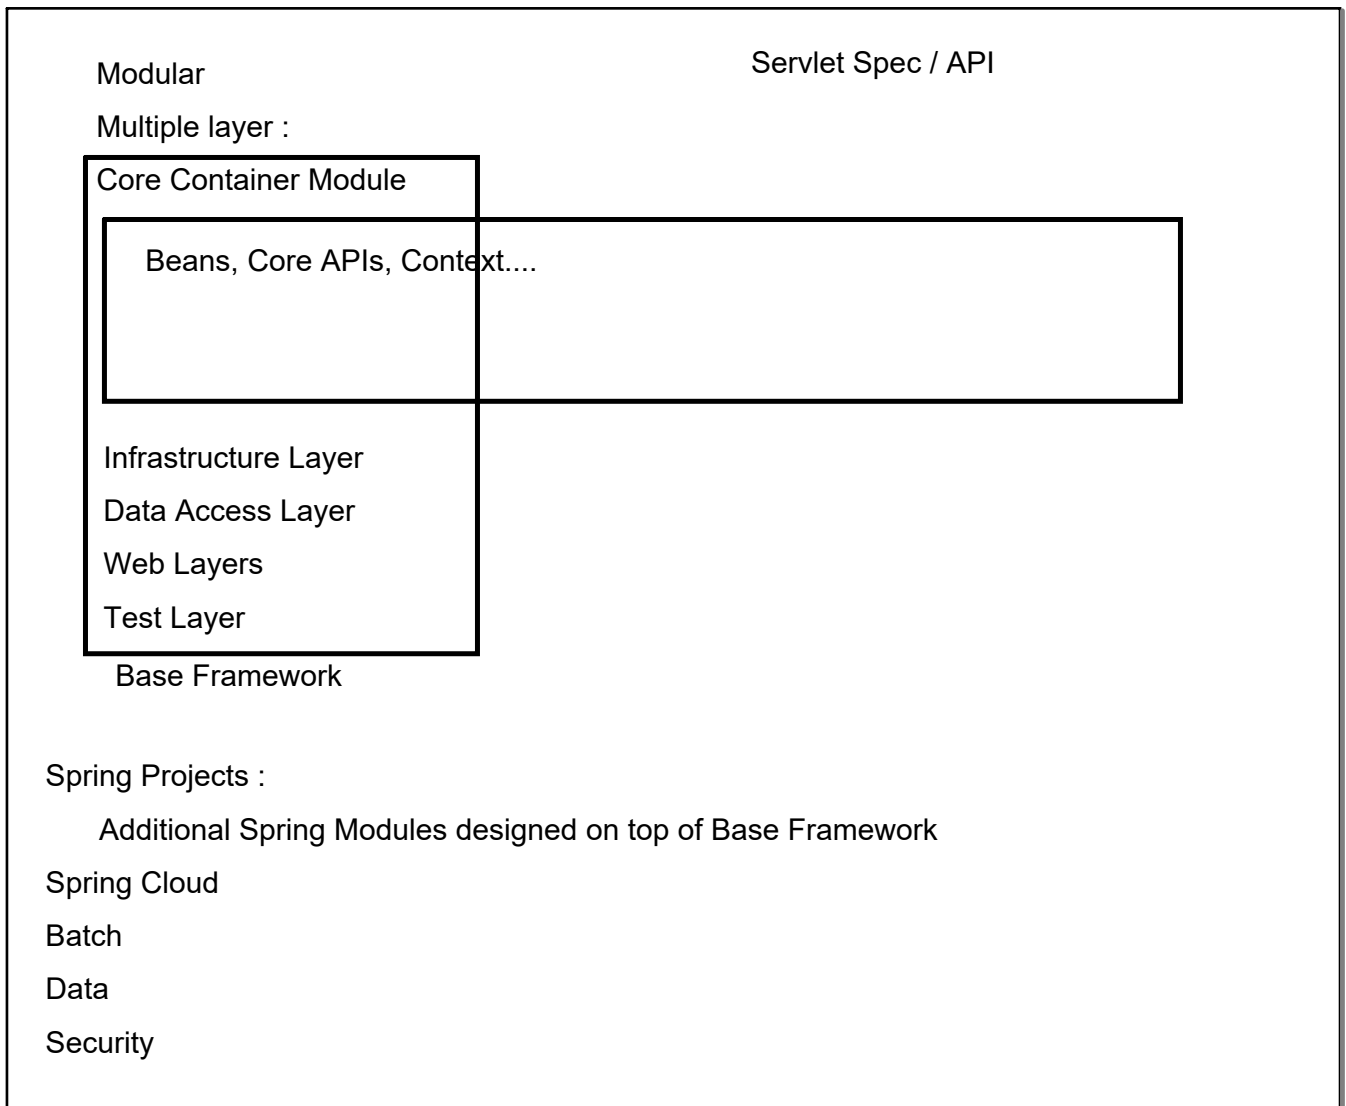 Modular
Servlet Spec / API
Multiple layer :
Core Container Module
Beans, Core APIs, Context....
Infrastructure Layer
Data Access Layer
Web Layers
Test Layer
Base Framework
Spring Projects :
Additional Spring Modules designed on top of Base Framework
Spring Cloud
Batch
Data
Security